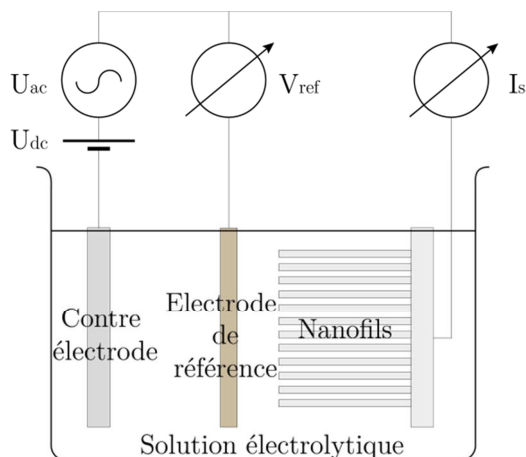 Uac
Vref
Is
Udc
Contre
électrode
Electrode
de
référence
Nanofils
Solution électrolytique